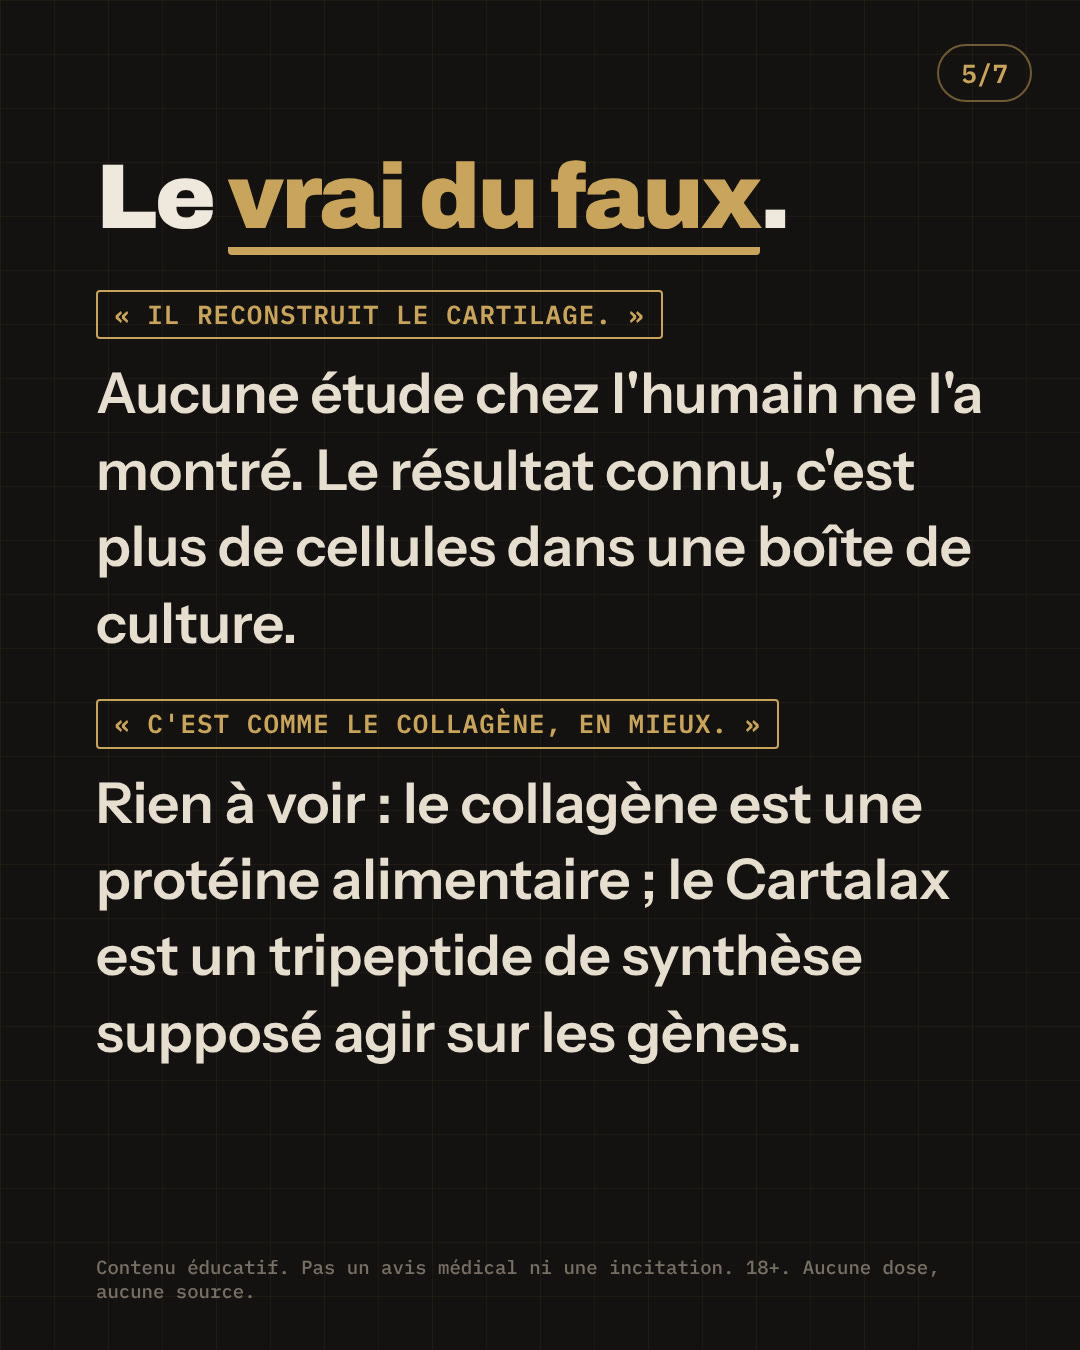 5/7
Le vrai du faux.
« IL RECONSTRUIT LE CARTILAGE. »
Aucune étude chez l'humain ne l'a
montré. Le résultat connu, c'est
plus de cellules dans une boîte de
culture.
« C'EST COMME LE COLLAGÈNE, EN MIEUX. »
Rien à voir : le collagène est une
protéine alimentaire ; le Cartalax
est un tripeptide de synthèse
supposé agir sur les gènes.
Contenu éducatif. Pas un avis médical ni une incitation. 18+. Aucune dose,
aucune source.